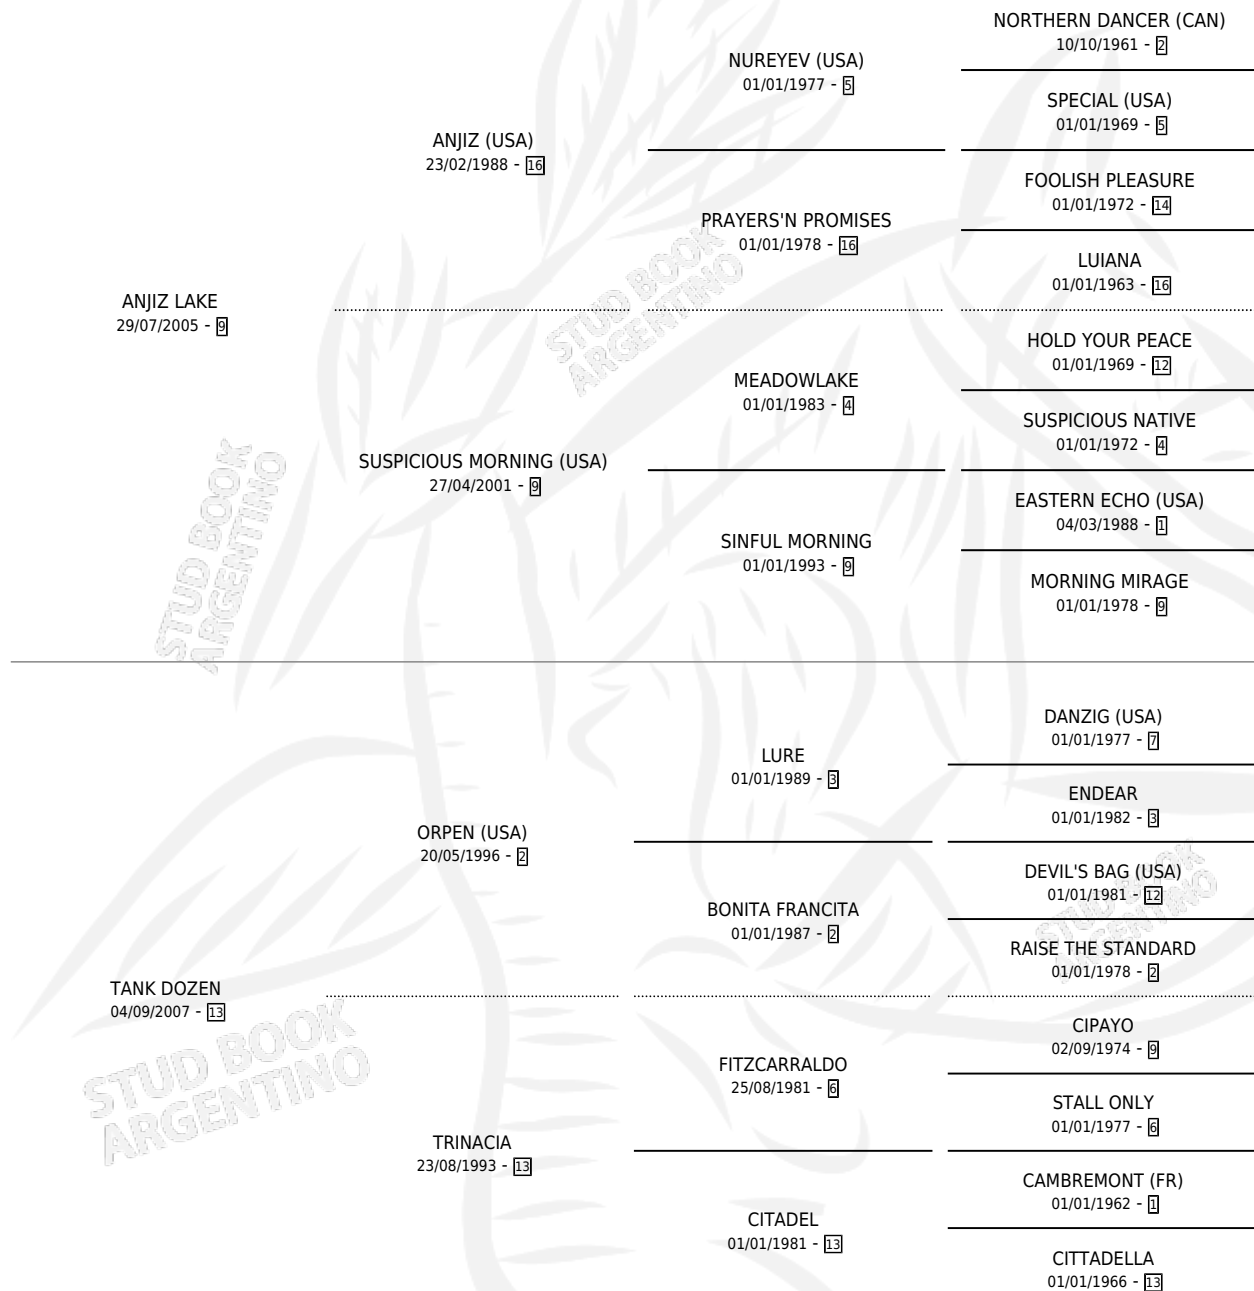 NORTHERN DANCER (CAN)
10/10/1961 - 2
NUREYEV (USA)
01/01/1977 - 5
SPECIAL (USA)
01/01/1969 - 5
ANJIZ (USA)
23/02/1988 - 16
FOOLISH PLEASURE
01/01/1972 - 14
PRAYERS'N PROMISES
01/01/1978 - 16
LUIANA
01/01/1963 - 16
ANJIZ LAKE
29/07/2005 - 9
HOLD YOUR PEACE
01/01/1969 - 12
MEADOWLAKE
01/01/1983 - 4
SUSPICIOUS NATIVE
01/01/1972 - 4
SUSPICIOUS MORNING (USA)
27/04/2001 - 9
EASTERN ECHO (USA)
04/03/1988 - 1
SINFUL MORNING
01/01/1993 - 9
MORNING MIRAGE
01/01/1978 - 9
DANZIG (USA)
01/01/1977 - 7
LURE
01/01/1989 - 3
ENDEAR
01/01/1982 - 3
ORPEN (USA)
20/05/1996 - 2
DEVIL'S BAG (USA)
01/01/1981 - 12
BONITA FRANCITA
01/01/1987 - 2
RAISE THE STANDARD
01/01/1978 - 2
TANK DOZEN
04/09/2007 - 13
CIPAYO
02/09/1974 - 9
FITZCARRALDO
25/08/1981 - 6
STALL ONLY
01/01/1977 - 6
TRINACIA
23/08/1993 - 13
CAMBREMONT (FR)
01/01/1962 - 1
CITADEL
01/01/1981 - 13
CITTADELLA
01/01/1966 - 13
STUD BOOK
ARGENTINO
STUD BOOK
ARGENTINO
STUD BOOK
ARGENTINO
STUD BOOK
ARGENTINO